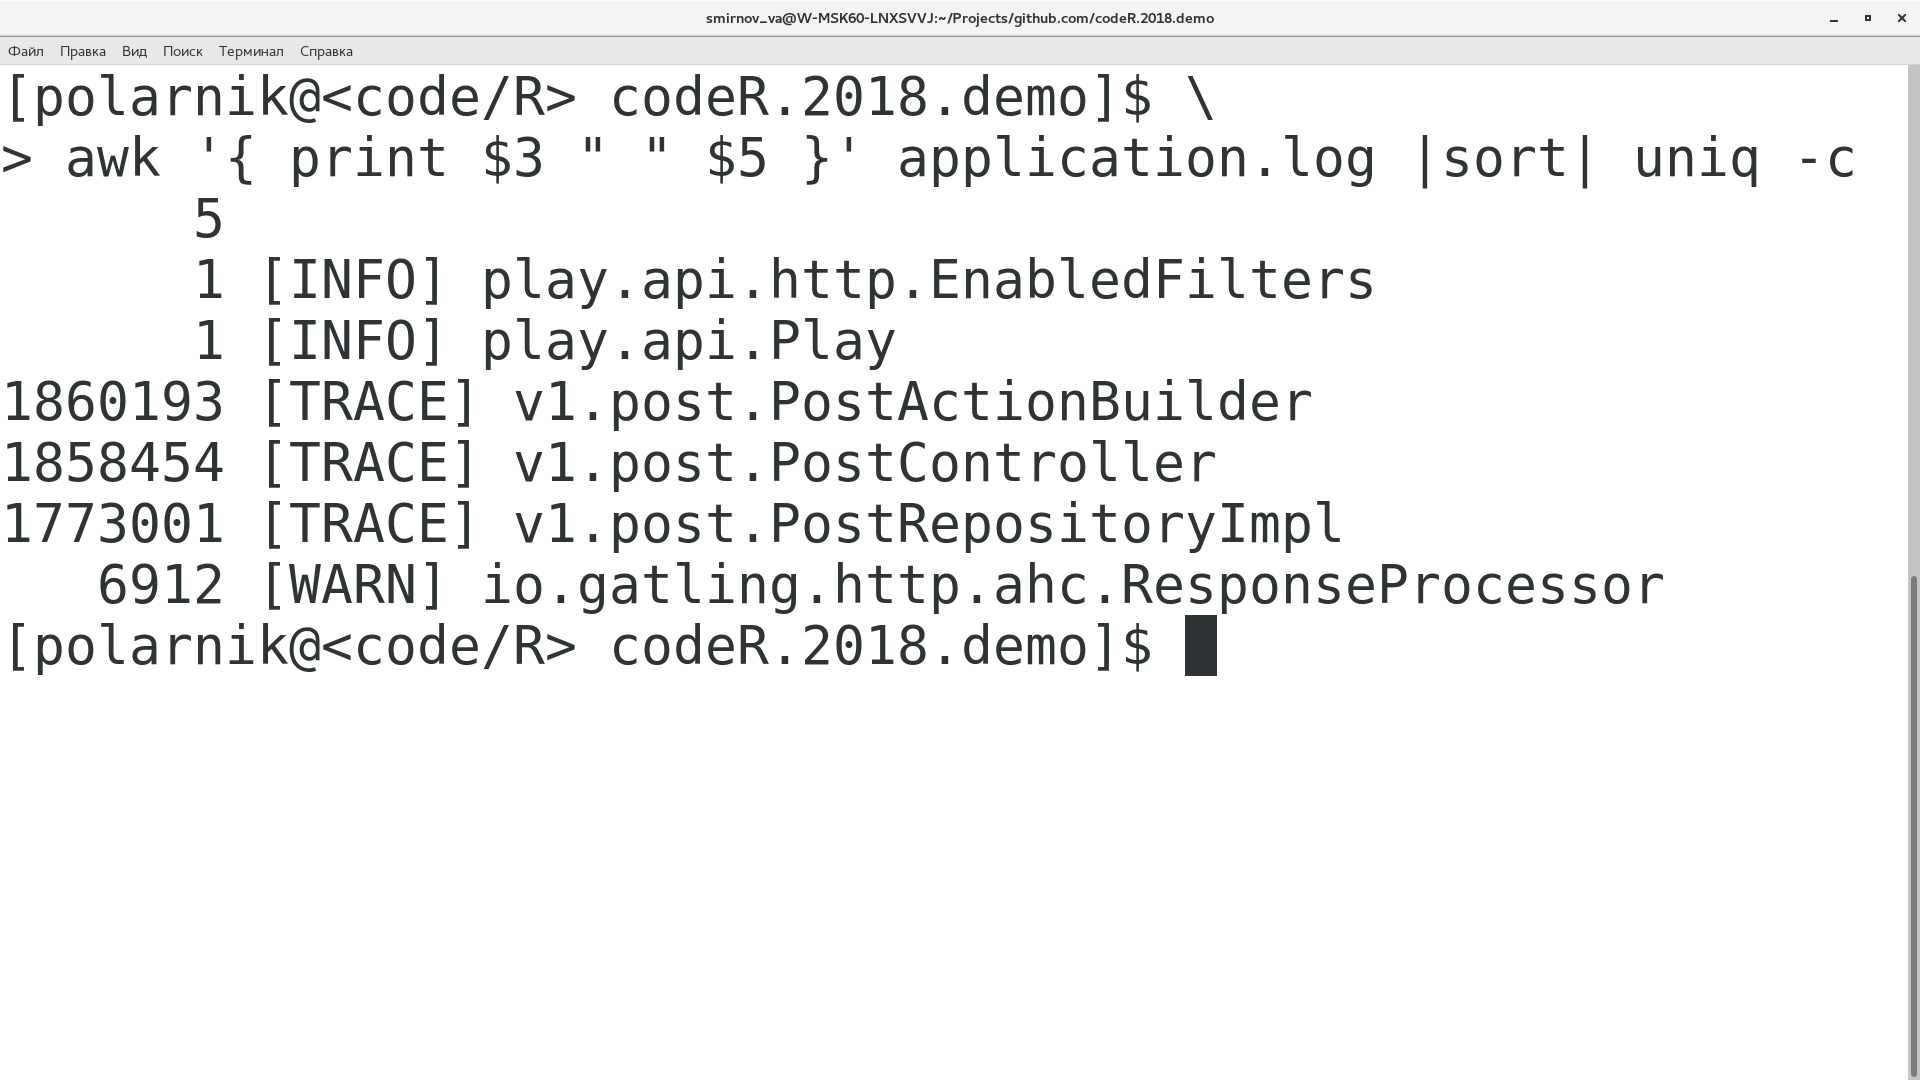 smirnov_va@W-MSK60-LNXSVVJ:~/Projects/github.com/codeR.2018.demo
Файл Правка Вид Поиск Терминал Справка
[polarnik@<code/R> codeR.2018.demo]$ \
> awk '{ print $3 " " $5 }' application.log |sort| uniq -c
      5
      1 [INFO] play.api.http.EnabledFilters
      1 [INFO] play.api.Play
1860193 [TRACE] v1.post.PostActionBuilder
1858454 [TRACE] v1.post.PostController
1773001 [TRACE] v1.post.PostRepositoryImpl
   6912 [WARN] io.gatling.http.ahc.ResponseProcessor
[polarnik@<code/R> codeR.2018.demo]$